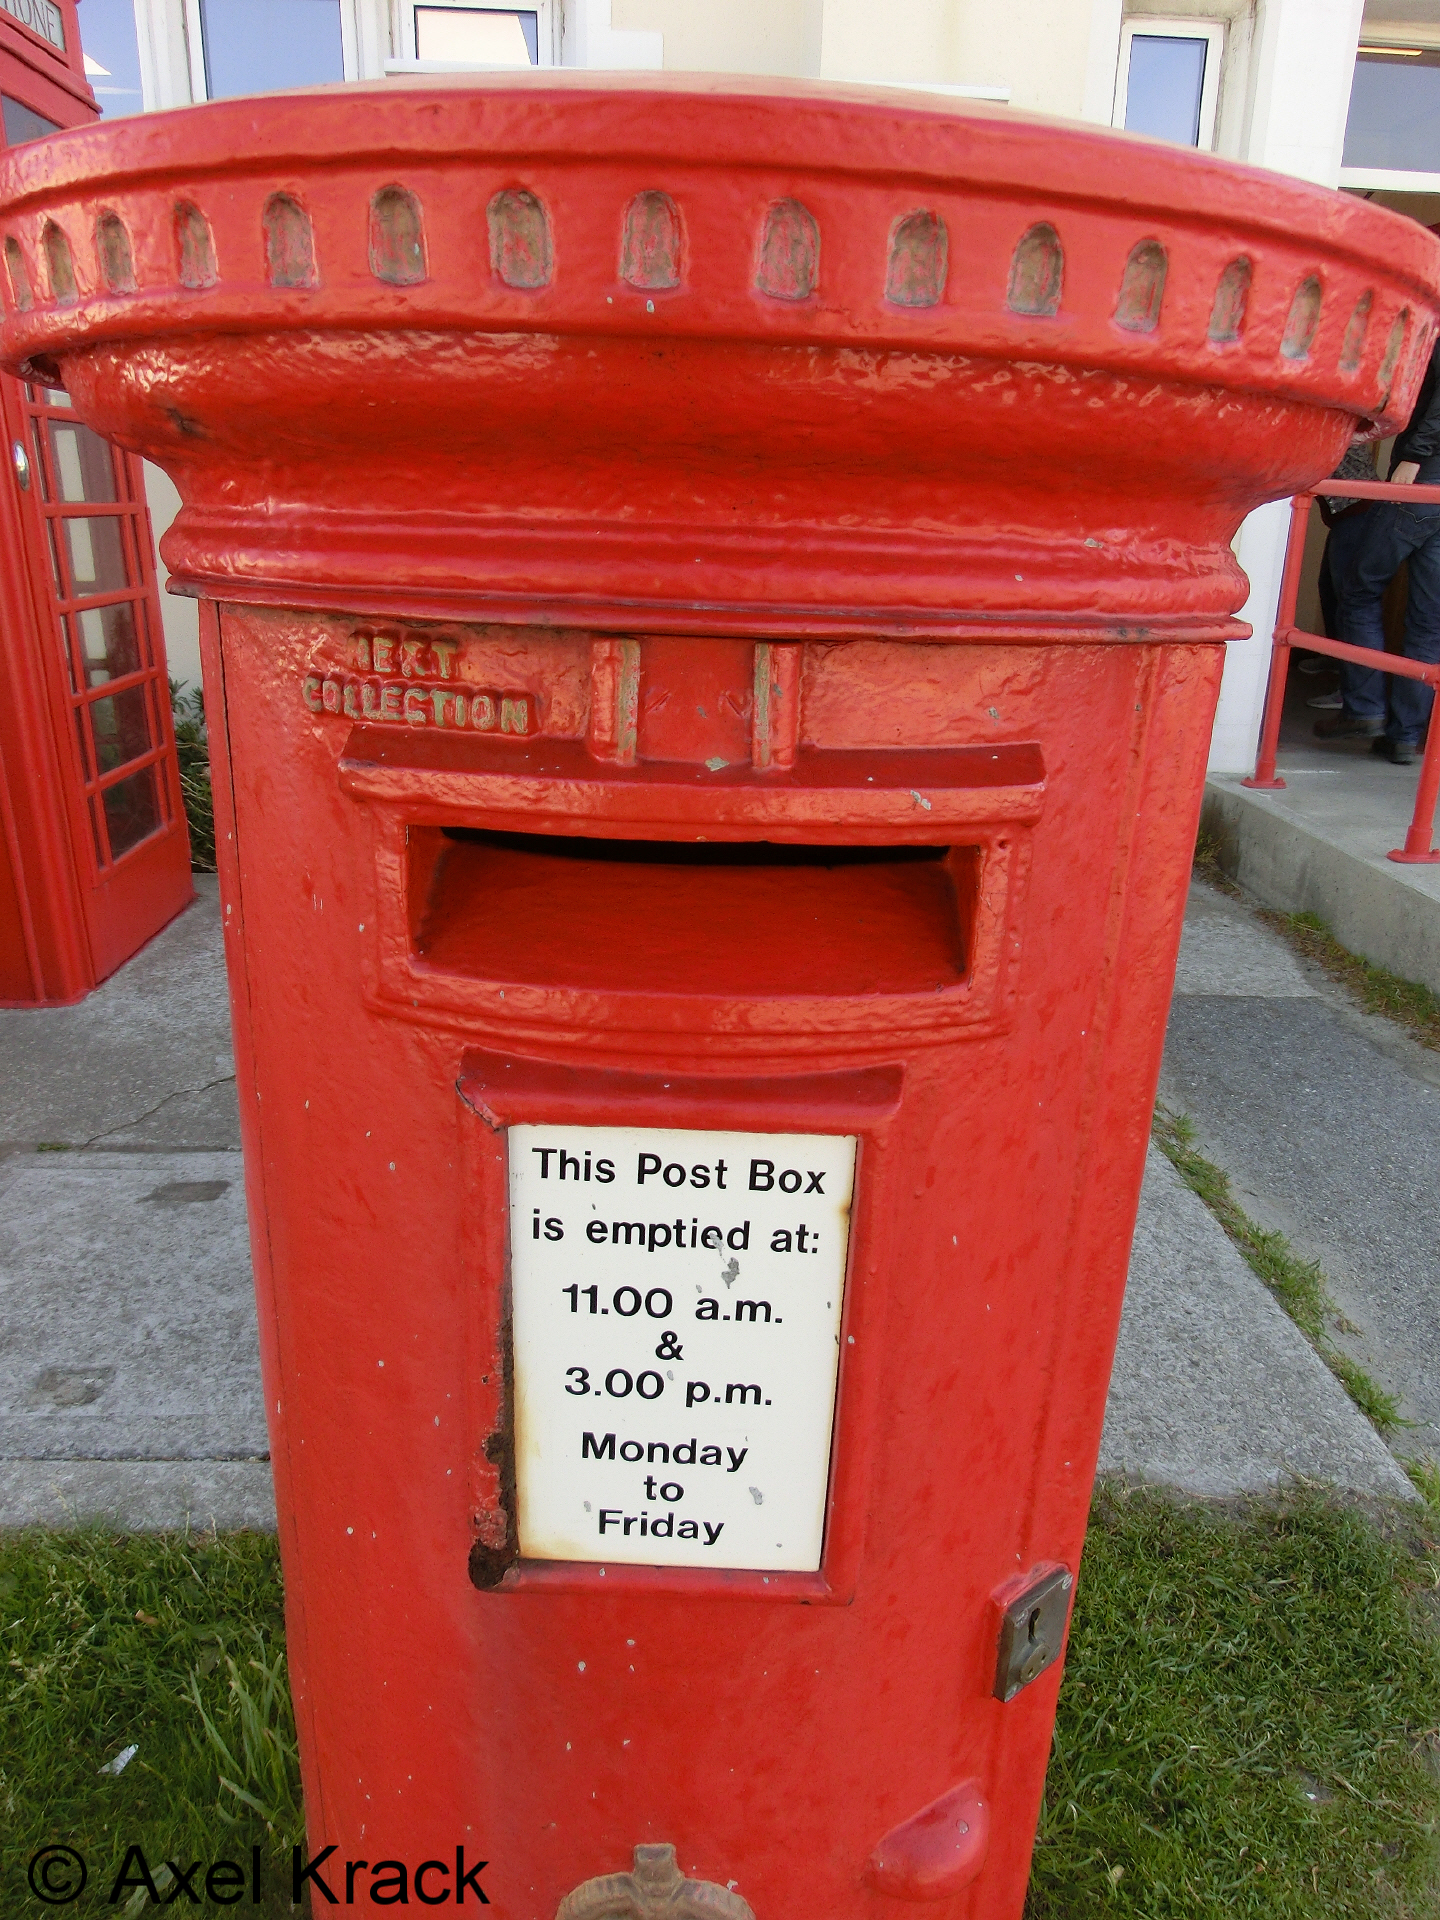 NEXT
COLLECTION
This Post Box
is emptied at:
11.00 a.m.
&
3.00 p.m.
Monday
to
Friday
© Axel Krack